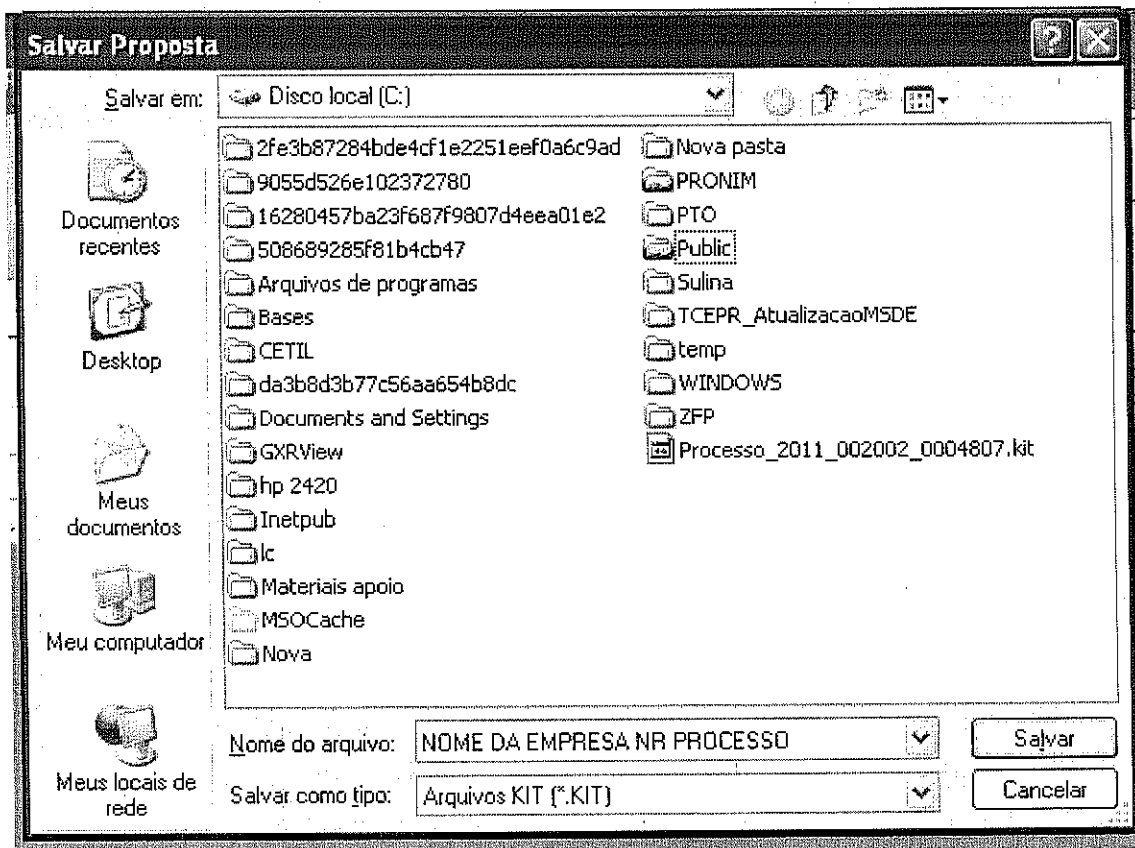 Salvar Proposta
Salvar em:
Disco local (C:)
Documentos
recentes
Desktop
Meus
documentos
Meu computador
Meus locais de
rede
2fe3b87284bde4cf1e2251eef0a6c9ad
9055d526e102372780
16280457ba23f687f9807d4eea01e2
508689285f81b4cb47
Arquivos de programas
Bases
CETIL
da3b8d3b77c56aa654b8dc
Documents and Settings
GXRView
hp 2420
Inetpub
lc
Materiais apoio
MSOCache
Nova
Nova pasta
PRONIM
PTO
Public
Sulina
TCEPR_AtualizacaoMSDE
temp
WINDOWS
ZFP
Processo_2011_002002_0004807.kit
Nome do arquivo:
NOME DA EMPRESA NR PROCESSO
Salvar
Salvar como tipo:
Arquivos KIT (*.KIT)
Cancelar